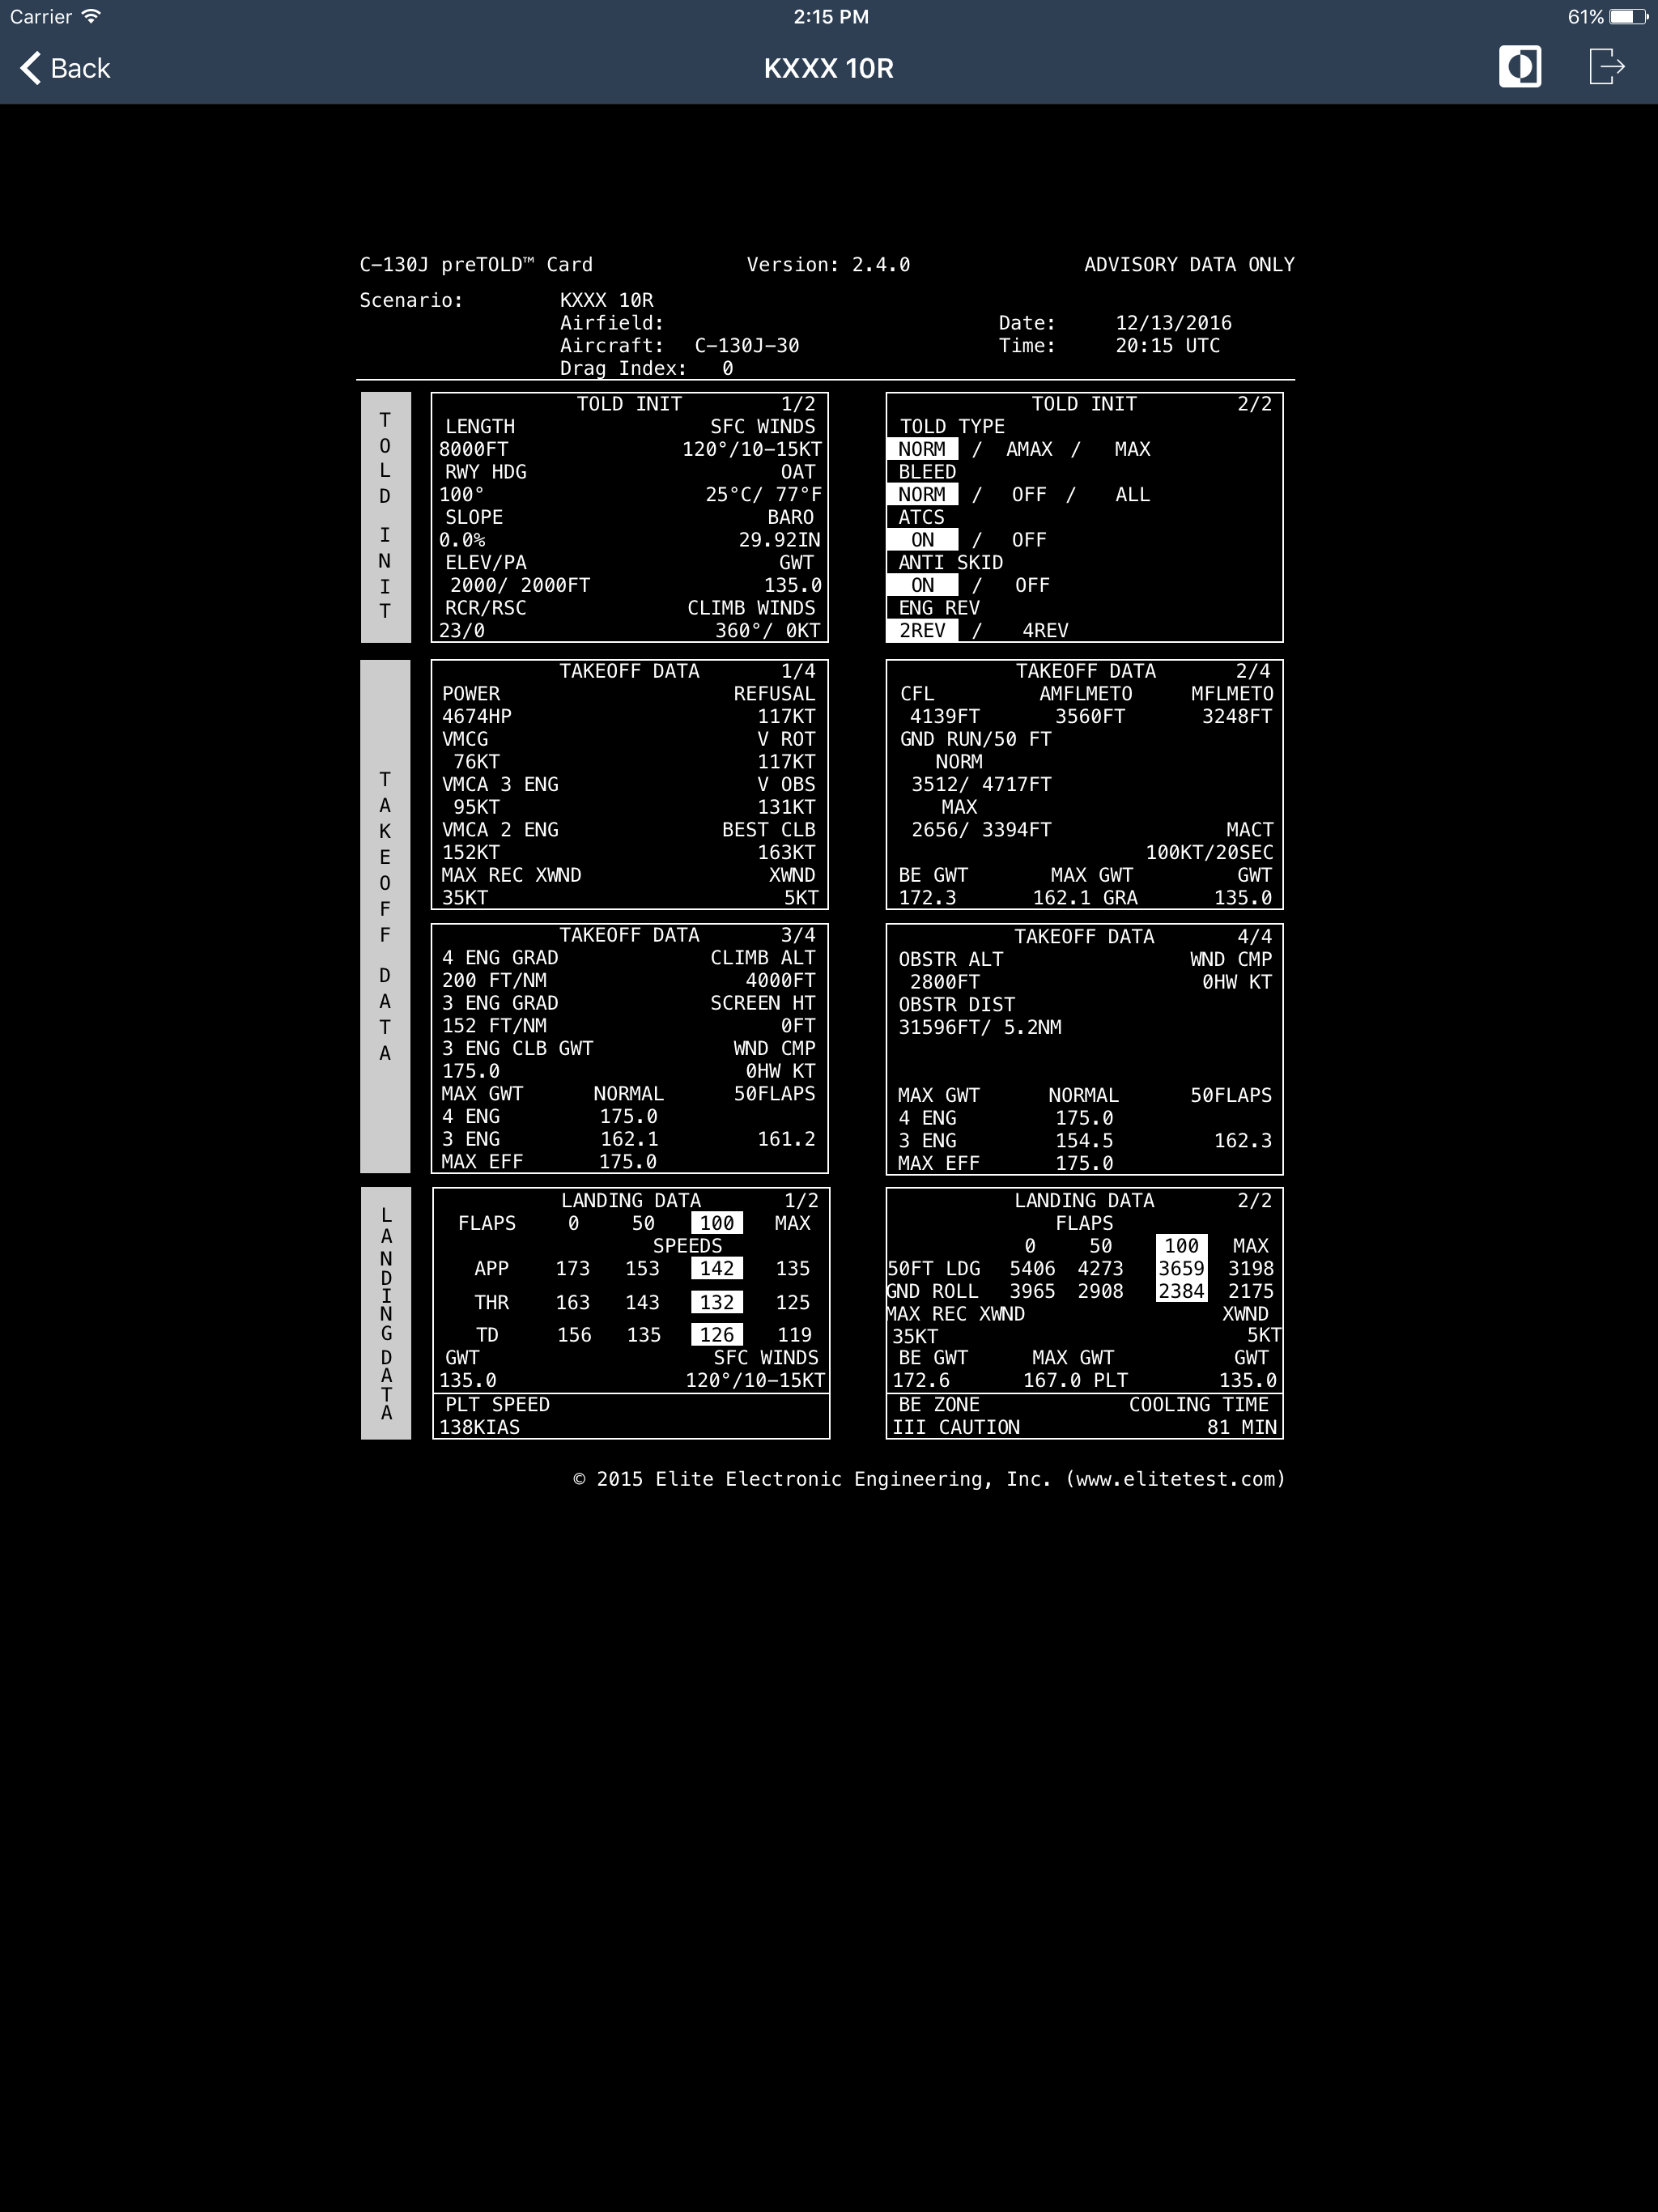 Carrier 2:15 PM 61%
Back KXXX 10R
C-130J preTOLD™ Card Version: 2.4.0 ADVISORY DATA ONLY
Scenario: KXXX 10R
Airfield: Date: 12/13/2016
Aircraft: C-130J-30 Time: 20:15 UTC
Drag Index: 0
TOLD INIT
TOLD INIT 1/2
LENGTH SFC WINDS
8000FT 120°/10-15KT
RWY HDG OAT
100° 25°C/ 77°F
SLOPE BARO
0.0% 29.92IN
ELEV/PA GWT
2000/ 2000FT 135.0
RCR/RSC CLIMB WINDS
23/0 360°/ 0KT
TOLD INIT 2/2
TOLD TYPE
NORM / AMAX / MAX
BLEED
NORM / OFF / ALL
ATCS
ON / OFF
ANTI SKID
ON / OFF
ENG REV
2REV / 4REV
TAKEOFF DATA
TAKEOFF DATA 1/4
POWER REFUSAL
4674HP 117KT
VMCG V ROT
76KT 117KT
VMCA 3 ENG V OBS
95KT 131KT
VMCA 2 ENG BEST CLB
152KT 163KT
MAX REC XWND XWND
35KT 5KT
TAKEOFF DATA 2/4
CFL AMFLMETO MFLMETO
4139FT 3560FT 3248FT
GND RUN/50 FT
NORM
3512/ 4717FT
MAX
2656/ 3394FT MACT
100KT/20SEC
BE GWT MAX GWT GWT
172.3 162.1 GRA 135.0
TAKEOFF DATA 3/4
4 ENG GRAD CLIMB ALT
200 FT/NM 4000FT
3 ENG GRAD SCREEN HT
152 FT/NM 0FT
3 ENG CLB GWT WND CMP
175.0 0HW KT
MAX GWT NORMAL 50FLAPS
4 ENG 175.0
3 ENG 162.1 161.2
MAX EFF 175.0
TAKEOFF DATA 4/4
OBSTR ALT WND CMP
2800FT 0HW KT
OBSTR DIST
31596FT/ 5.2NM
MAX GWT NORMAL 50FLAPS
4 ENG 175.0
3 ENG 154.5 162.3
MAX EFF 175.0
LANDING DATA
LANDING DATA 1/2
FLAPS 0 50 100 MAX
SPEEDS
APP 173 153 142 135
THR 163 143 132 125
TD 156 135 126 119
GWT SFC WINDS
135.0 120°/10-15KT
PLT SPEED
138KIAS
LANDING DATA 2/2
FLAPS
0 50 100 MAX
50FT LDG 5406 4273 3659 3198
GND ROLL 3965 2908 2384 2175
MAX REC XWND XWND
35KT 5KT
BE GWT MAX GWT GWT
172.6 167.0 PLT 135.0
BE ZONE COOLING TIME
III CAUTION 81 MIN
© 2015 Elite Electronic Engineering, Inc. (www.elitetest.com)